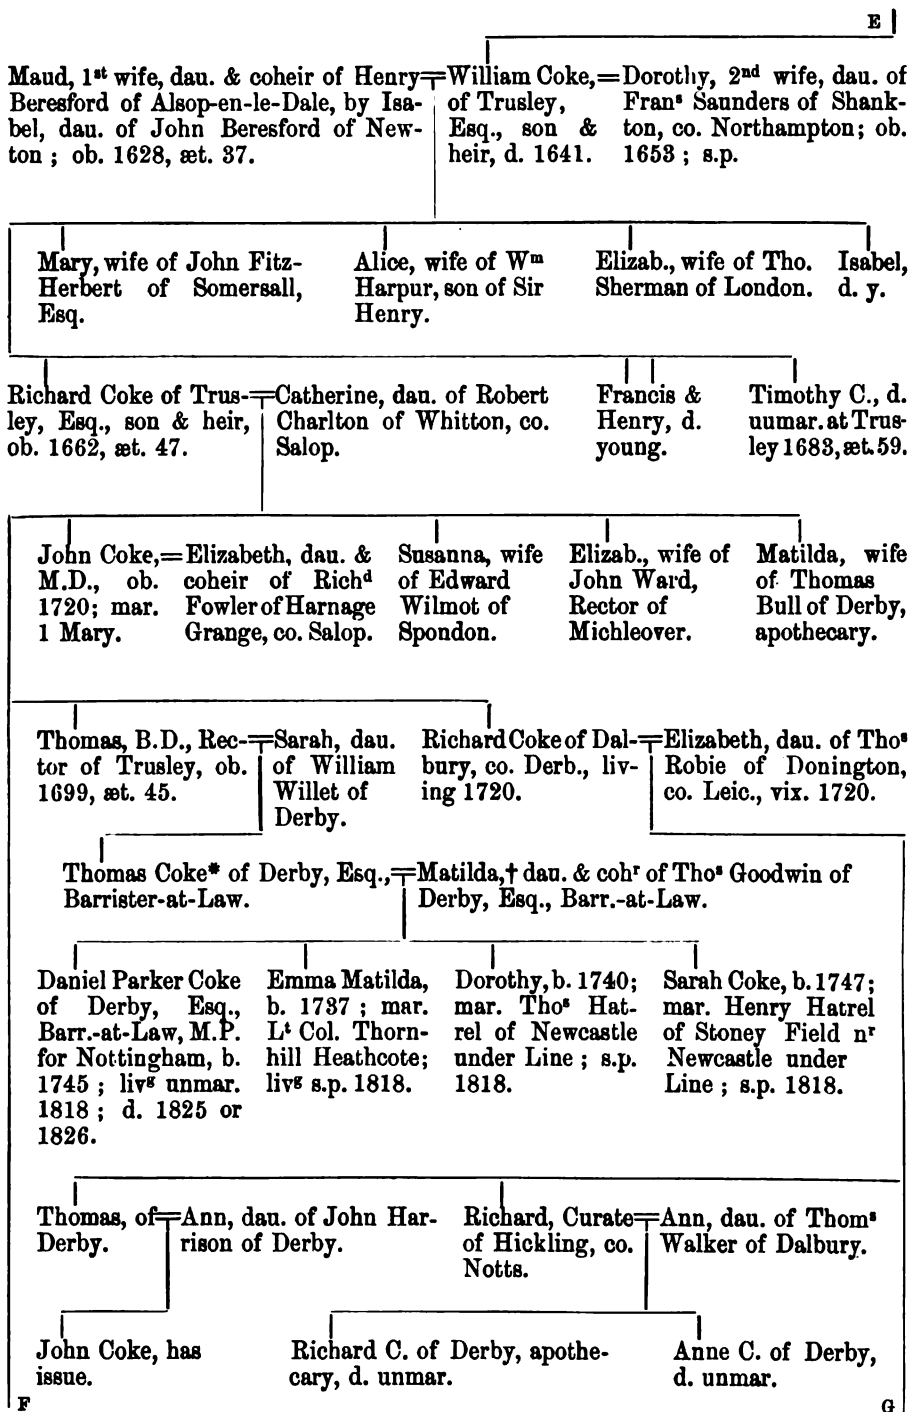 E
Maud, 1st wife, dau. & coheir of Henry
Beresford of Alsop-en-le-Dale, by Isa-
bel, dau. of John Beresford of New-
ton ; ob. 1628, æt. 37.
William Coke,
of Trusley,
Esq., son &
heir, d. 1641.
=Dorothy, 2nd wife, dau. of
Frans Saunders of Shank-
ton, co. Northampton; ob.
1653 ; s.p.
Mary, wife of John Fitz-
Herbert of Somersall,
Esq.
Alice, wife of Wm
Harpur, son of Sir
Henry.
Elizab., wife of Tho.
Sherman of London.
Isabel,
d. y.
Richard Coke of Trus-
ley, Esq., son & heir,
ob. 1662, æt. 47.
Catherine, dau. of Robert
Charlton of Whitton, co.
Salop.
Francis &
Henry, d.
young.
Timothy C., d.
unmar. at Trus-
ley 1683, æt. 59.
John Coke,
M.D., ob.
1720; mar.
1 Mary.
=Elizabeth, dau. &
coheir of Richd
Fowler of Harnage
Grange, co. Salop.
Susanna, wife
of Edward
Wilmot of
Spondon.
Elizab., wife of
John Ward,
Rector of
Michleover.
Matilda, wife
of Thomas
Bull of Derby,
apothecary.
Thomas, B.D., Rec-
tor of Trusley, ob.
1699, æt. 45.
Sarah, dau.
of William
Willet of
Derby.
Richard Coke of Dal-
bury, co. Derb., liv-
ing 1720.
Elizabeth, dau. of Thos
Robie of Donington,
co. Leic., vix. 1720.
Thomas Coke* of Derby, Esq.,
Barrister-at-Law.
Matilda,† dau. & cohr of Thos Goodwin of
Derby, Esq., Barr.-at-Law.
Daniel Parker Coke
of Derby, Esq.,
Barr.-at-Law, M.P.
for Nottingham, b.
1745 ; livg unmar.
1818 ; d. 1825 or
1826.
Emma Matilda,
b. 1737 ; mar.
Lt Col. Thorn-
hill Heathcote;
livg s.p. 1818.
Dorothy, b. 1740;
mar. Thos Hat-
rel of Newcastle
under Line ; s.p.
1818.
Sarah Coke, b. 1747;
mar. Henry Hatrel
of Stoney Field nr
Newcastle under
Line ; s.p. 1818.
Thomas, of
Derby.
Ann, dau. of John Har-
rison of Derby.
Richard, Curate
of Hickling, co.
Notts.
Ann, dau. of Thoms
Walker of Dalbury.
John Coke, has
issue.
Richard C. of Derby, apothe-
cary, d. unmar.
Anne C. of Derby,
d. unmar.
F
G